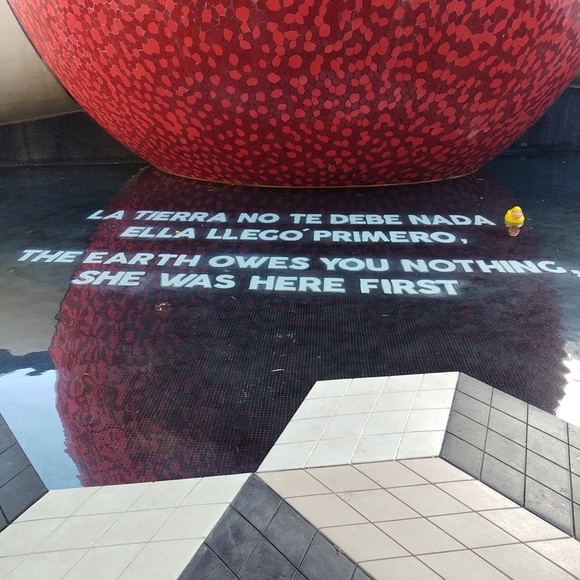 LA TIERRA NO TE DEBE NADA
ELLA LLEGÓ PRIMERO,
THE EARTH OWES YOU NOTHING,
SHE WAS HERE FIRST